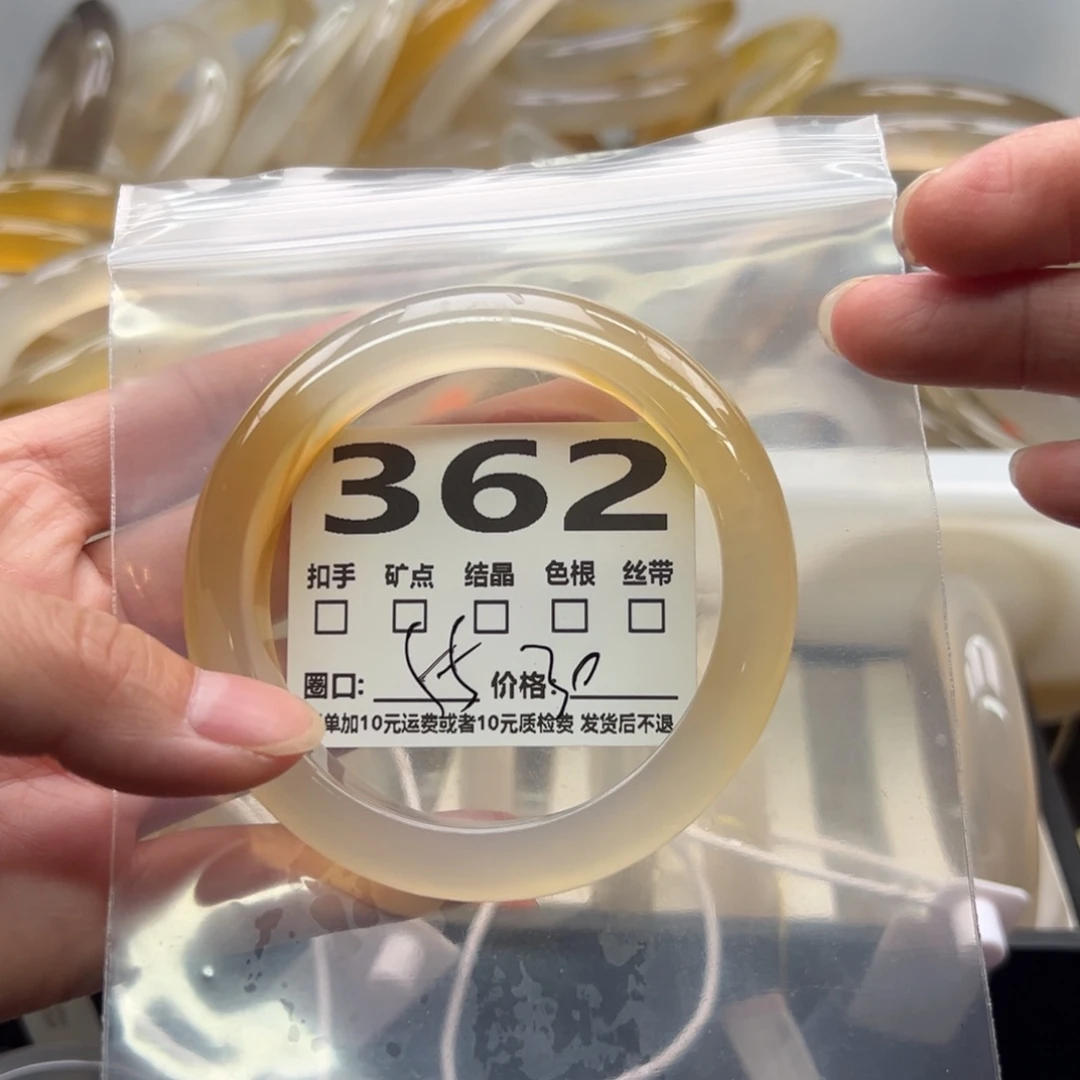 362
扣手 矿点 结晶 色根 丝带
圈口: 价格: 30
单加10元运费或者10元质检费 发货后不退